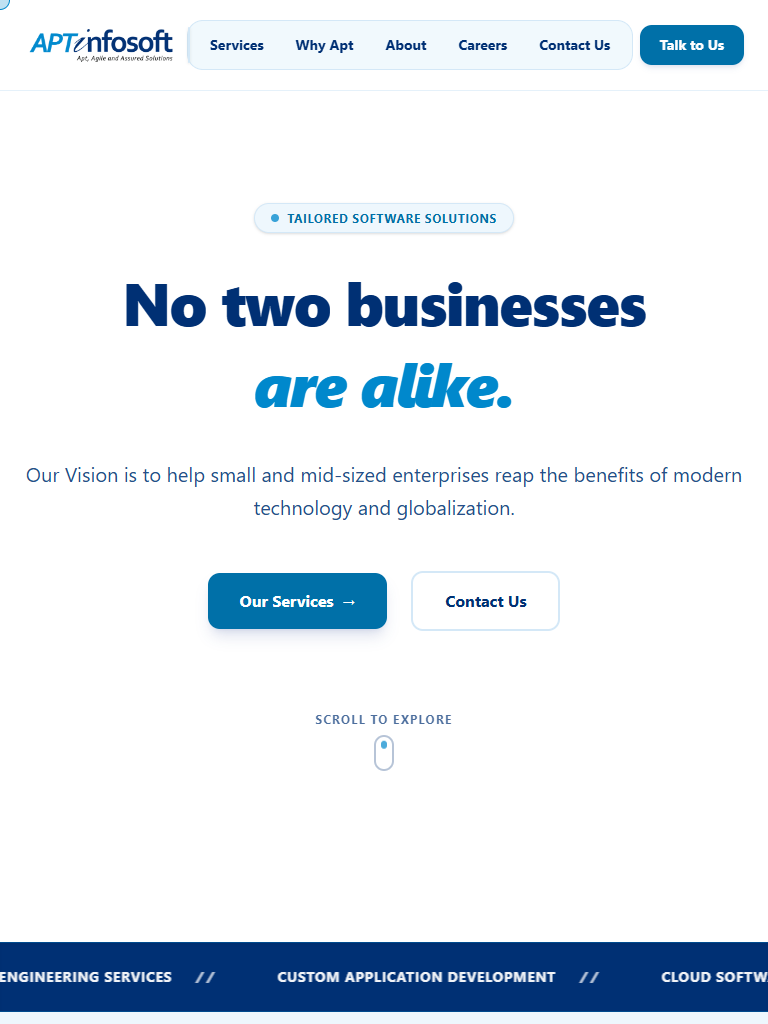 APTinfosoft
Apt, Agile and Assured Solutions
Services
Why Apt
About
Careers
Contact Us
Talk to Us
TAILORED SOFTWARE SOLUTIONS
No two businesses
are alike.
Our Vision is to help small and mid-sized enterprises reap the benefits of modern
technology and globalization.
Our Services →
Contact Us
SCROLL TO EXPLORE
ENGINEERING SERVICES // CUSTOM APPLICATION DEVELOPMENT // CLOUD SOFTW